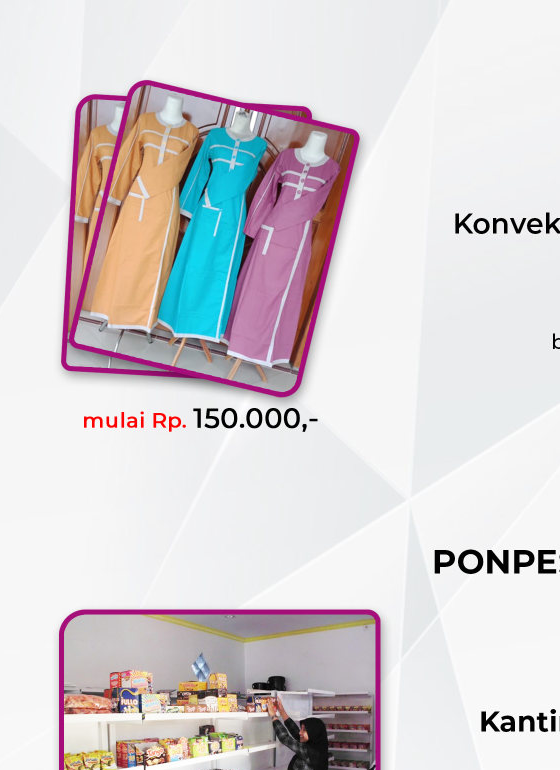 Konvek
b
mulai Rp. 150.000,-
PONPE
Kanti